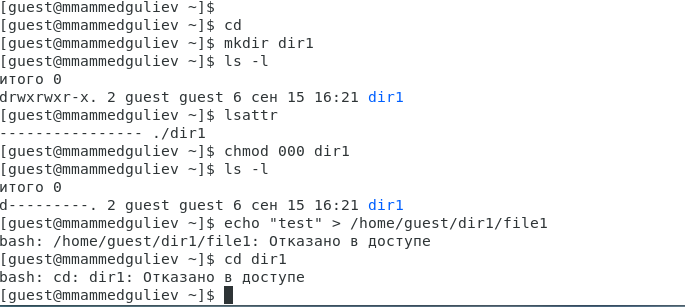 [guest@mmammedguliev ~]$
[guest@mmammedguliev ~]$ cd
[guest@mmammedguliev ~]$ mkdir dir1
[guest@mmammedguliev ~]$ ls -l
итого 0
drwxrwxr-x. 2 guest guest 6 сен 15 16:21 dir1
[guest@mmammedguliev ~]$ lsattr
---------------- ./dir1
[guest@mmammedguliev ~]$ chmod 000 dir1
[guest@mmammedguliev ~]$ ls -l
итого 0
d---------. 2 guest guest 6 сен 15 16:21 dir1
[guest@mmammedguliev ~]$ echo "test" > /home/guest/dir1/file1
bash: /home/guest/dir1/file1: Отказано в доступе
[guest@mmammedguliev ~]$ cd dir1
bash: cd: dir1: Отказано в доступе
[guest@mmammedguliev ~]$